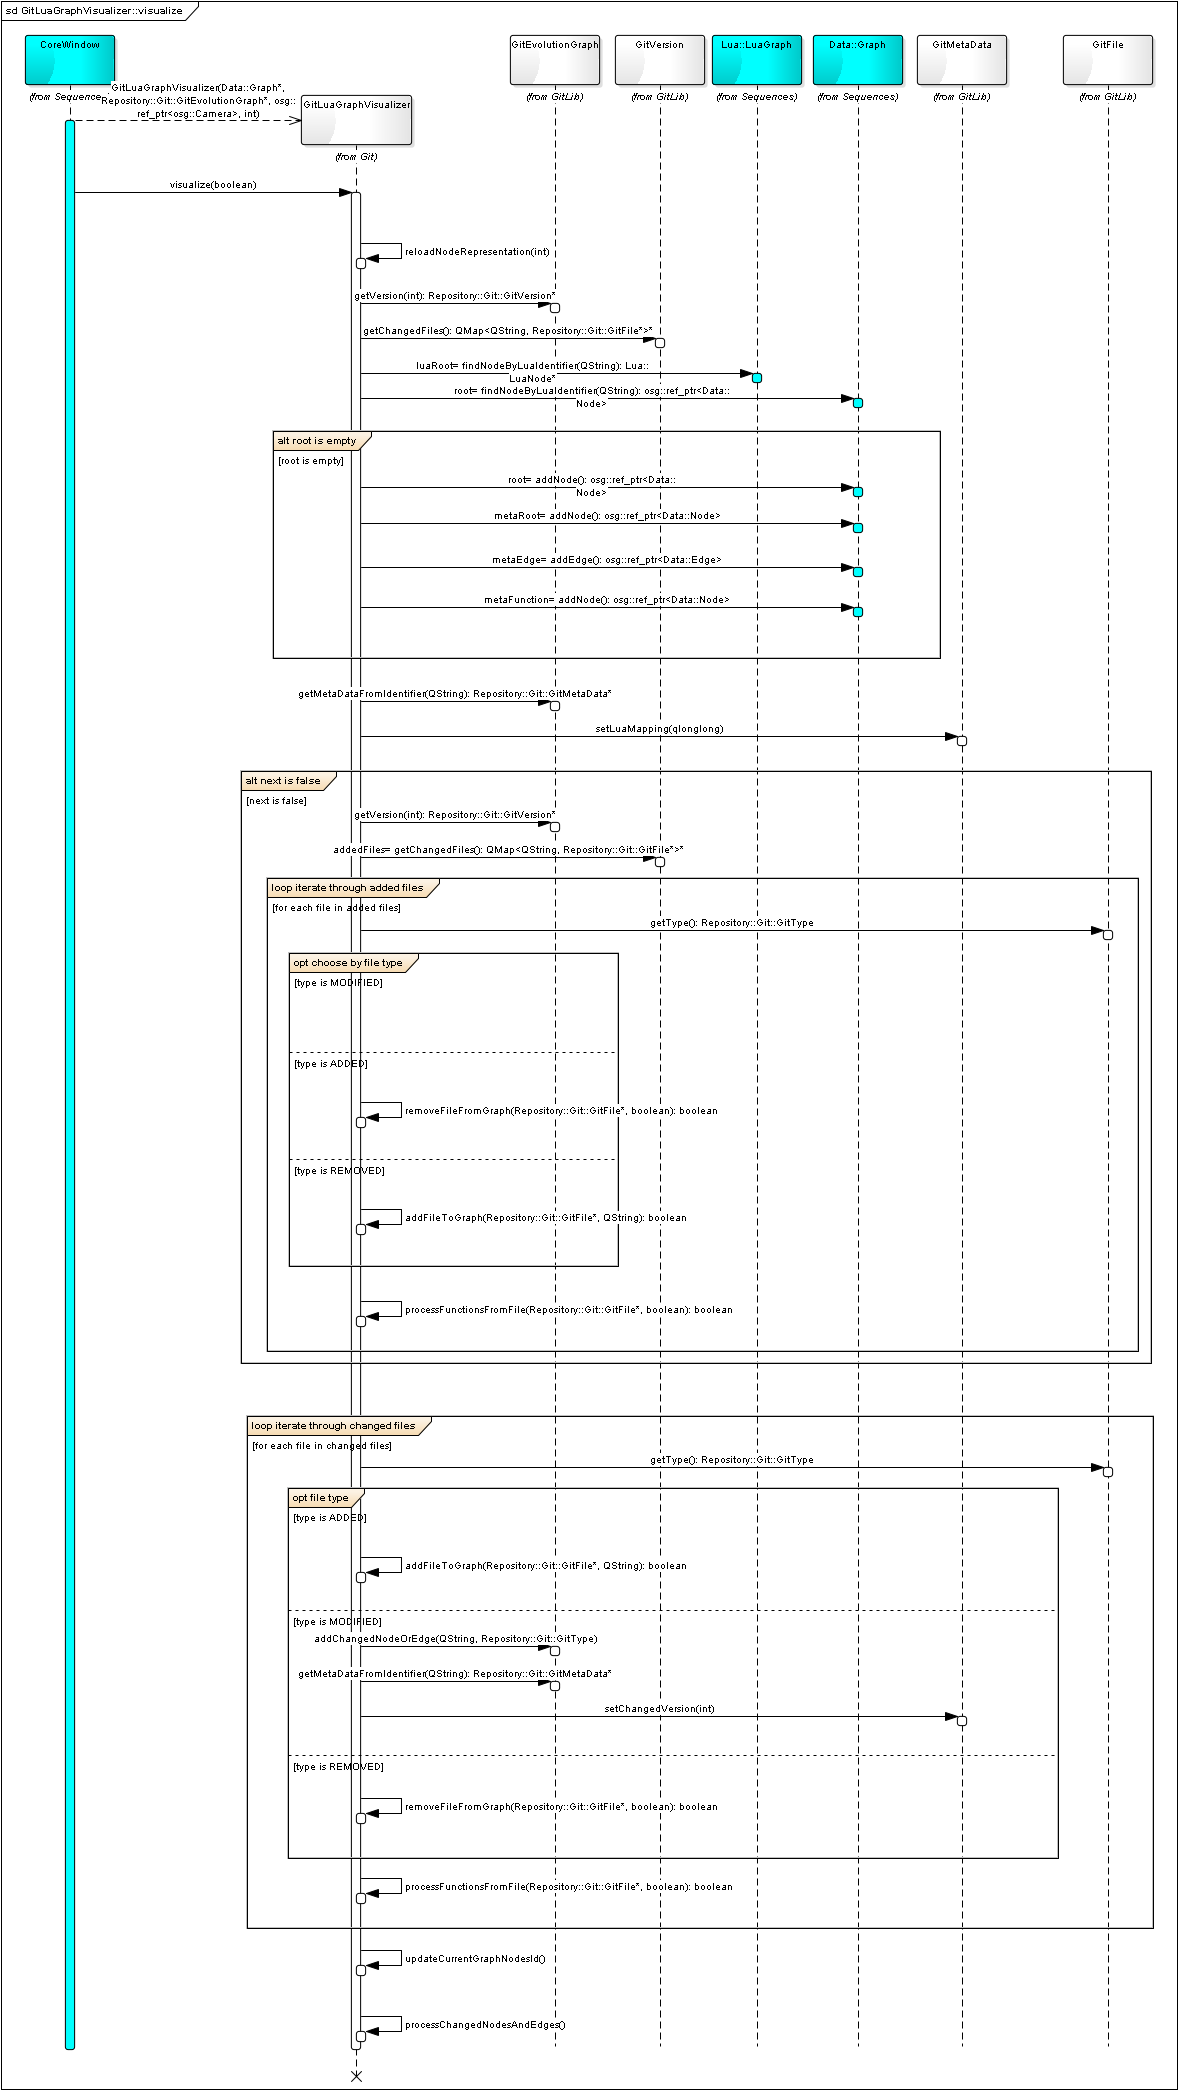 sd GitLuaGraphVisualizer::visualize
CoreWindow
GitEvolutionGraph
GitVersion
Lua::LuaGraph
Data::Graph
GitMetaData
GitFile
(from Sequence
(from GitLib)
(from GitLib)
(from Sequences)
(from Sequences)
(from GitLib)
(from GitLib)
GitLuaGraphVisualizer(Data::Graph*,
Repository::Git::GitEvolutionGraph*, osg::
ref_ptr<osg::Camera>, int)
GitLuaGraphVisualizer
(from Git)
visualize(boolean)
reloadNodeRepresentation(int)
getVersion(int): Repository::Git::GitVersion*
getChangedFiles(): QMap<QString, Repository::Git::GitFile*>*
luaRoot= findNodeByLuaIdentifier(QString): Lua::
LuaNode*
root= findNodeByLuaIdentifier(QString): osg::ref_ptr<Data::
Node>
alt root is empty
[root is empty]
root= addNode(): osg::ref_ptr<Data::
Node>
metaRoot= addNode(): osg::ref_ptr<Data::Node>
metaEdge= addEdge(): osg::ref_ptr<Data::Edge>
metaFunction= addNode(): osg::ref_ptr<Data::Node>
getMetaDataFromIdentifier(QString): Repository::Git::GitMetaData*
setLuaMapping(qlonglong)
alt next is false
[next is false]
getVersion(int): Repository::Git::GitVersion*
addedFiles= getChangedFiles(): QMap<QString, Repository::Git::GitFile*>*
loop iterate through added files
[for each file in added files]
getType(): Repository::Git::GitType
opt choose by file type
[type is MODIFIED]
[type is ADDED]
removeFileFromGraph(Repository::Git::GitFile*, boolean): boolean
[type is REMOVED]
addFileToGraph(Repository::Git::GitFile*, QString): boolean
processFunctionsFromFile(Repository::Git::GitFile*, boolean): boolean
loop iterate through changed files
[for each file in changed files]
getType(): Repository::Git::GitType
opt file type
[type is ADDED]
addFileToGraph(Repository::Git::GitFile*, QString): boolean
[type is MODIFIED]
addChangedNodeOrEdge(QString, Repository::Git::GitType)
getMetaDataFromIdentifier(QString): Repository::Git::GitMetaData*
setChangedVersion(int)
[type is REMOVED]
removeFileFromGraph(Repository::Git::GitFile*, boolean): boolean
processFunctionsFromFile(Repository::Git::GitFile*, boolean): boolean
updateCurrentGraphNodesId()
processChangedNodesAndEdges()